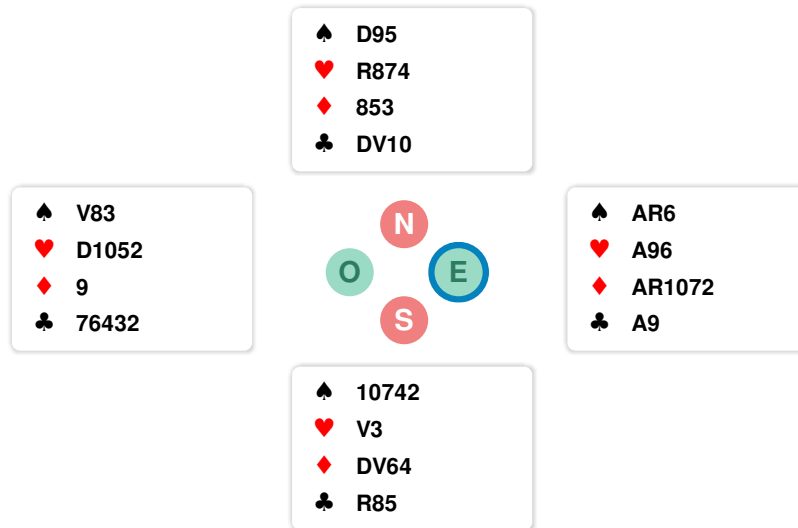 ♠ D95
♥ R874
♦ 853
♣ DV10
♠ V83
♥ D1052
♦ 9
♣ 76432
N
O E
S
♠ AR6
♥ A96
♦ AR1072
♣ A9
♠ 10742
♥ V3
♦ DV64
♣ R85